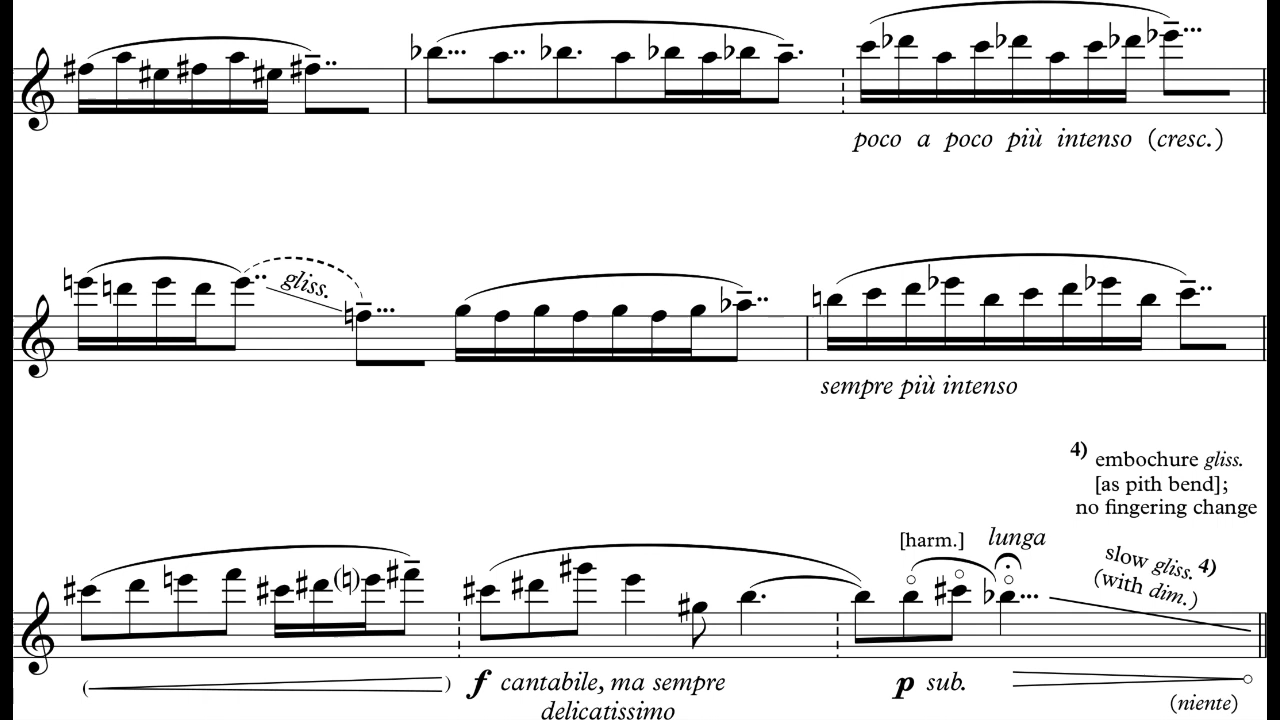 poco a poco più intenso (cresc.)
gliss.
sempre più intenso
4) embochure gliss.
[as pith bend];
no fingering change
[harm.] lunga
slow gliss. 4)
(with dim.)
f cantabile, ma sempre
delicatissimo
p sub.
(niente)